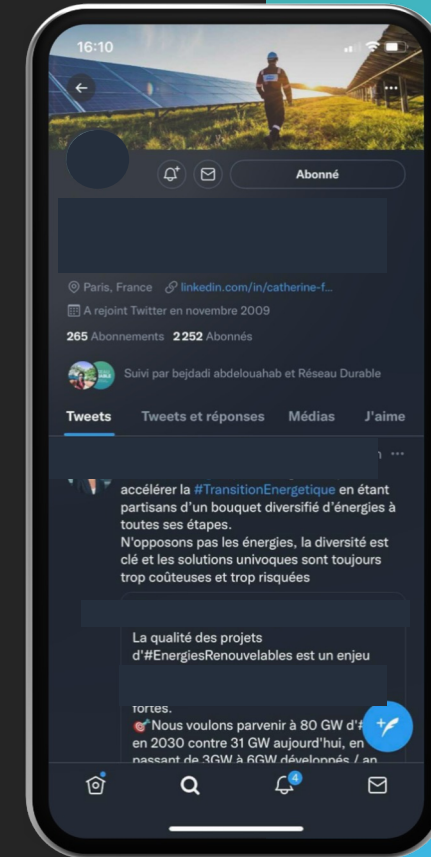 16:10
Abonné
Paris, France linkedin.com/in/catherine-f...
A rejoint Twitter en novembre 2009
265 Abonnements 2 252 Abonnés
Suivi par bejdadi abdelouahab et Réseau Durable
Tweets Tweets et réponses Médias J'aime
accélérer la #TransitionEnergetique en étant
partisans d'un bouquet diversifié d'énergies à
toutes ses étapes.
N'opposons pas les énergies, la diversité est
clé et les solutions univoques sont toujours
trop coûteuses et trop risquées
La qualité des projets
d'#EnergiesRenouvelables est un enjeu
fortes.
🎯Nous voulons parvenir à 80 GW d'#
en 2030 contre 31 GW aujourd'hui, en
passant de 3GW à 6GW développés / an
4